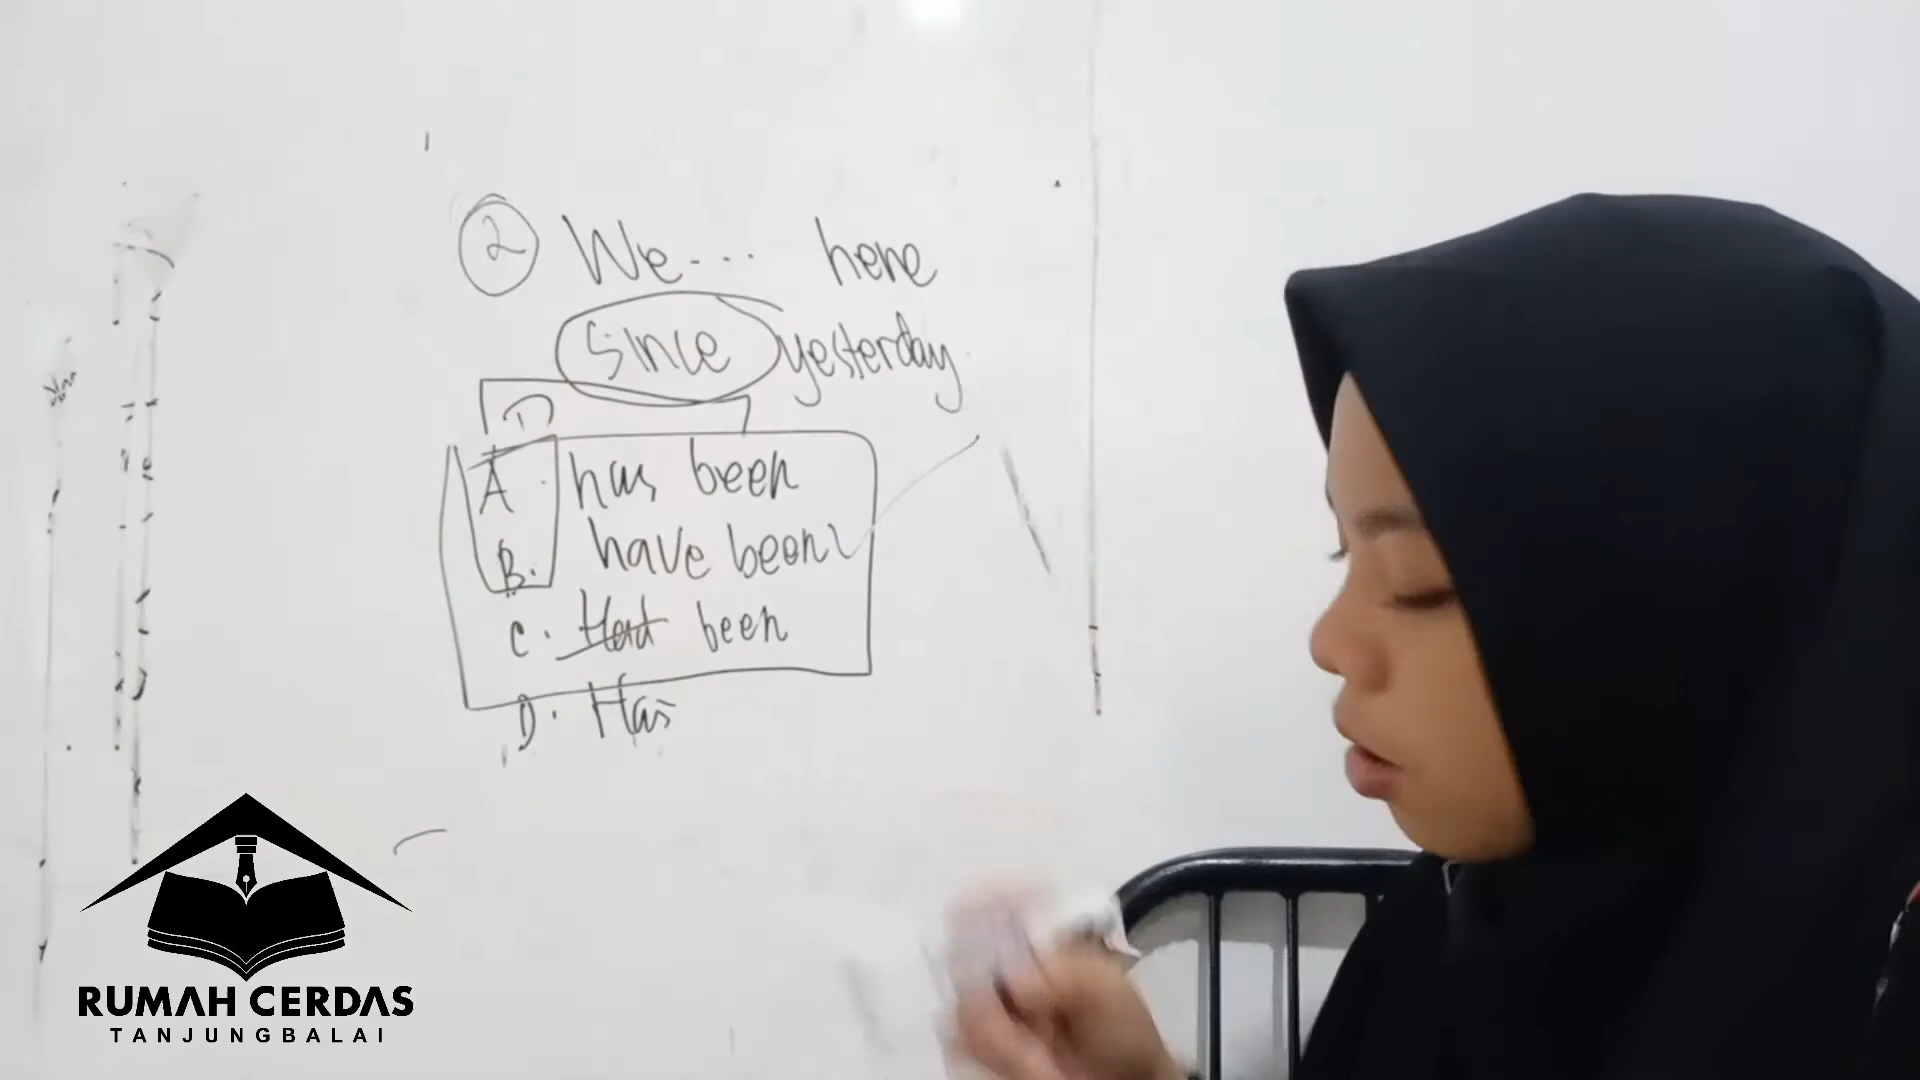 2 We... here
since yesterday
A. has been
B. have been
C. Had been
D. Has
RUMAH CERDAS
TANJUNGBALAI